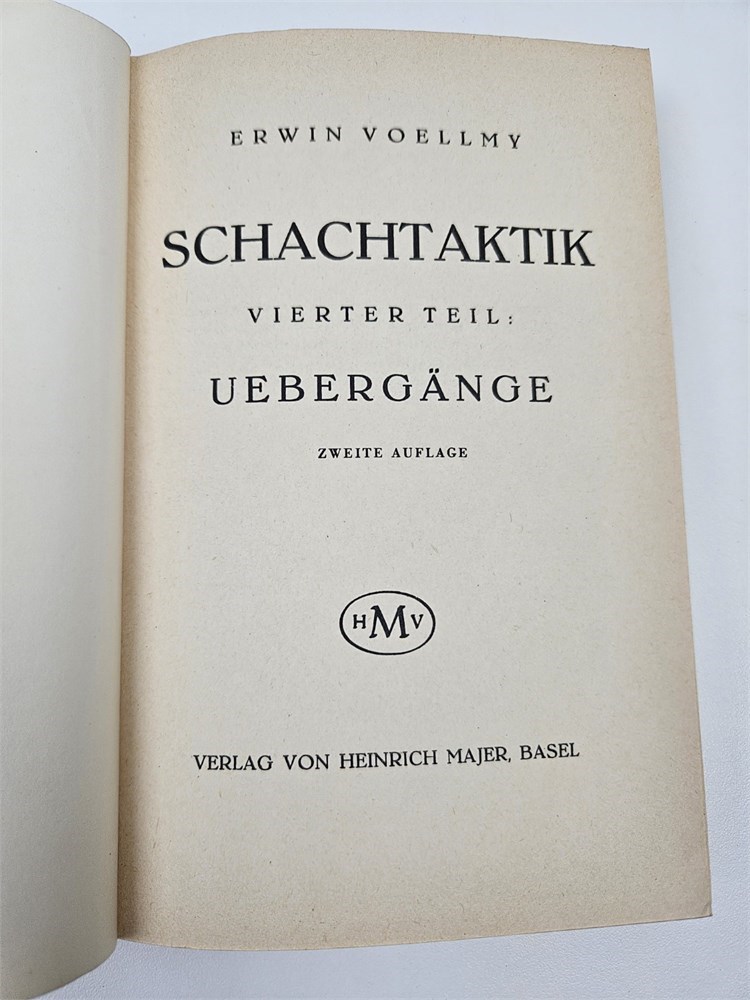 ERWIN VOELLMY
SCHACHTAKTIK
VIERTER TEIL:
UEBERGÄNGE
ZWEITE AUFLAGE
HMV
VERLAG VON HEINRICH MAJER, BASEL